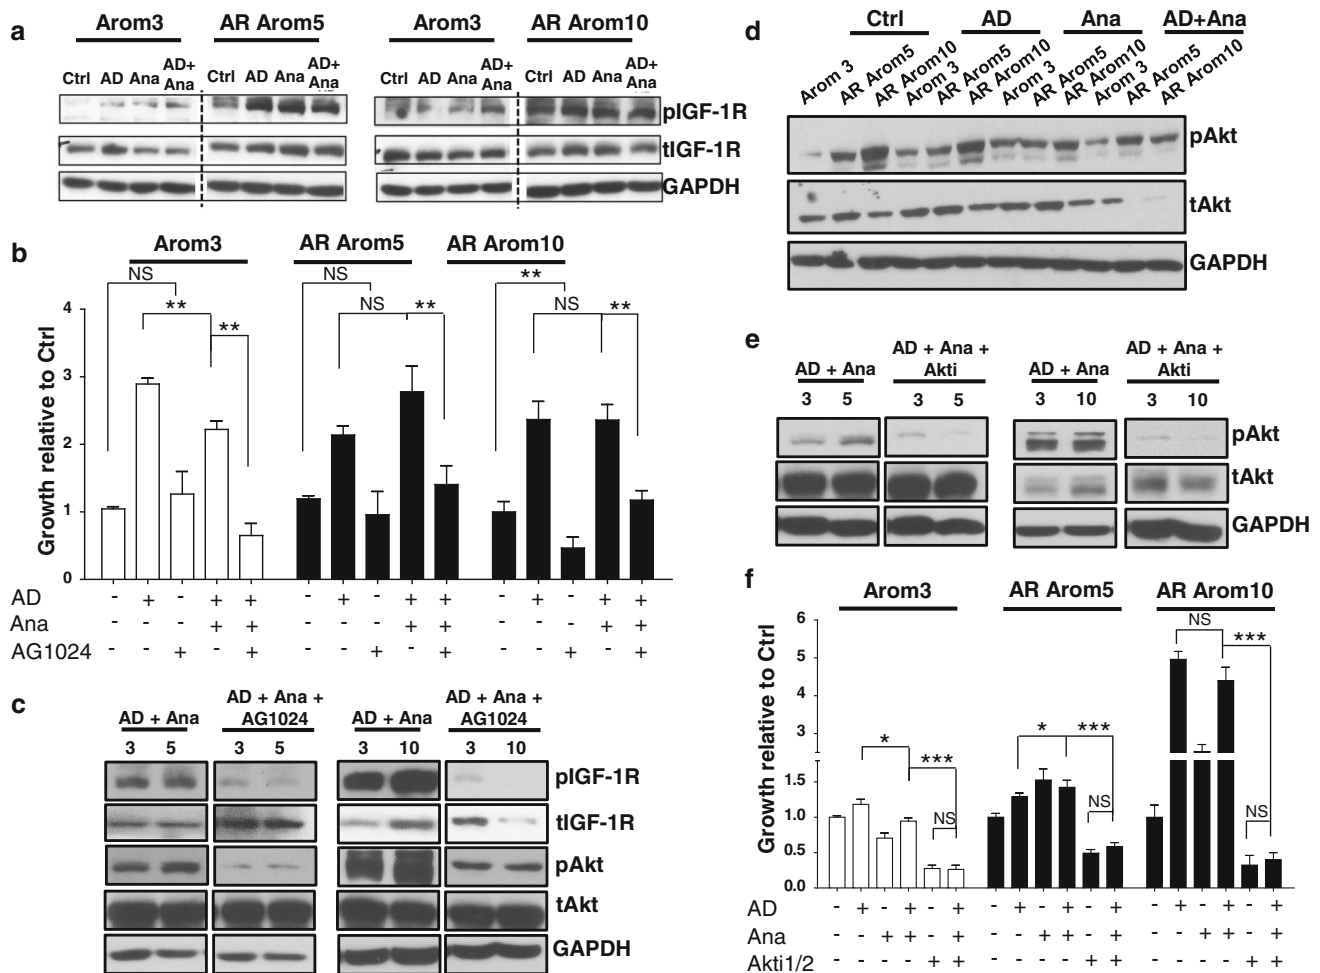 a
Arom3 AR Arom5 Arom3 AR Arom10
Ctrl AD Ana AD+ Ana Ctrl AD Ana AD+ Ana Ctrl AD Ana AD+ Ana Ctrl AD Ana AD+ Ana
pIGF-1R
tIGF-1R
GAPDH
b
Arom3 AR Arom5 AR Arom10
NS NS **
** NS ** NS **
**
Growth relative to Ctrl
4
3
2
1
0
AD - + - + + - + - + + - + - + +
Ana - - - + + - - - + + - - - + +
AG1024 - - + - + - - + - + - - + - +
c
AD + Ana AD + Ana + AG1024 AD + Ana AD + Ana + AG1024
3 5 3 5 3 10 3 10
pIGF-1R
tIGF-1R
pAkt
tAkt
GAPDH
d
Ctrl AD Ana AD+Ana
Arom 3 AR Arom5 AR Arom10 Arom 3 AR Arom5 AR Arom10 Arom 3 AR Arom5 AR Arom10 Arom 3 AR Arom5 AR Arom10
pAkt
tAkt
GAPDH
e
AD + Ana AD + Ana + Akti AD + Ana AD + Ana + Akti
3 5 3 5 3 10 3 10
pAkt
tAkt
GAPDH
f
Arom3 AR Arom5 AR Arom10
NS
***
* ***
* ***
NS NS NS
Growth relative to Ctrl
6
5
4
3
1.5
1.0
0.5
0.0
AD - + - + - + - + - + - + - + - + - +
Ana - - + + - + - - + + - + - - + + - +
Akti1/2 - - - - + + - - - - + + - - - - + +